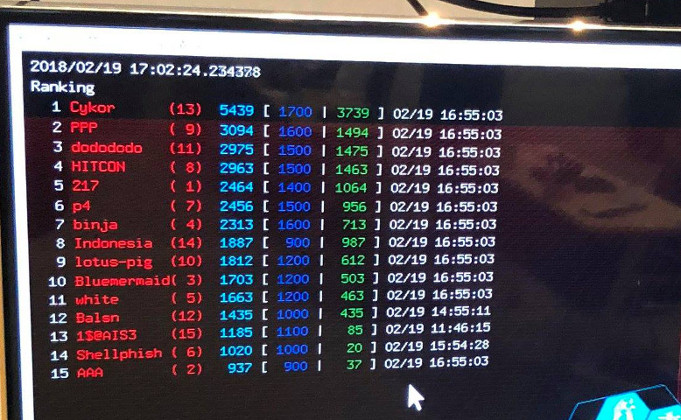 2018/02/19 17:02:24.234378
Ranking
1 Cykor (13) 5439 [ 1700 | 3739 ] 02/19 16:55:03
2 PPP ( 9) 3094 [ 1600 | 1494 ] 02/19 16:55:03
3 dodododo (11) 2975 [ 1500 | 1475 ] 02/19 16:55:03
4 HITCON ( 8) 2963 [ 1500 | 1463 ] 02/19 16:55:03
5 217 ( 1) 2464 [ 1400 | 1064 ] 02/19 16:55:03
6 p4 ( 7) 2456 [ 1500 | 956 ] 02/19 16:55:03
7 binja ( 4) 2313 [ 1600 | 713 ] 02/19 16:55:03
8 Indonesia (14) 1887 [ 900 | 987 ] 02/19 16:55:03
9 lotus-pig (10) 1812 [ 1200 | 612 ] 02/19 16:55:03
10 Bluemermaid( 3) 1703 [ 1200 | 503 ] 02/19 16:55:03
11 white ( 5) 1663 [ 1200 | 463 ] 02/19 16:55:03
12 Balsn (12) 1435 [ 1000 | 435 ] 02/19 14:55:11
13 1$@AIS3 (15) 1185 [ 1100 | 85 ] 02/19 11:46:15
14 Shellphish ( 6) 1020 [ 1000 | 20 ] 02/19 15:54:28
15 AAA ( 2) 937 [ 900 | 37 ] 02/19 16:55:03